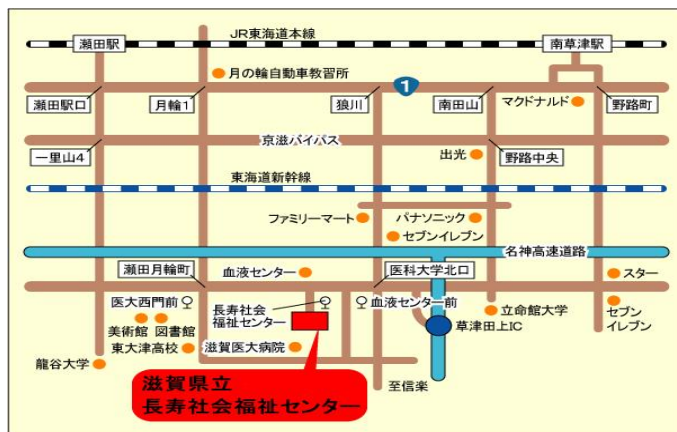 JR東海道本線
瀬田駅
南草津駅
月の輪自動車教習所
1
瀬田駅口
月輪1
狼川
南田山
マクドナルド
野路町
京滋バイパス
一里山4
出光
野路中央
東海道新幹線
ファミリーマート
パナソニック
セブンイレブン
名神高速道路
瀬田月輪町
血液センター
医科大学北口
スター
医大西門前
長寿社会
福祉センター
血液センター前
立命館大学
セブン
イレブン
美術館
図書館
草津田上IC
東大津高校
滋賀医大病院
龍谷大学
至信楽
滋賀県立
長寿社会福祉センター